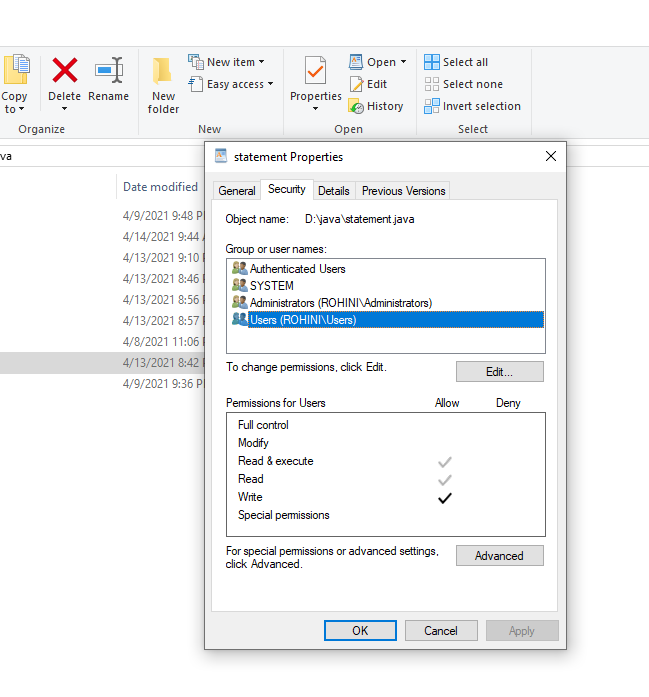 Copy
to
Delete
Rename
New
folder
New item
Easy access
Properties
Open
Edit
History
Select all
Select none
Invert selection
Organize
New
Open
Select
va
statement Properties
General
Security
Details
Previous Versions
Date modified
Object name: D:\java\statement.java
4/9/2021 9:48 P
4/14/2021 9:44 A
4/13/2021 9:10 P
4/13/2021 8:46
4/13/2021 8:56
4/13/2021 8:57
4/8/2021 11:06
4/13/2021 8:42
4/9/2021 9:36 P
Group or user names:
Authenticated Users
SYSTEM
Administrators (ROHINI\Administrators)
Users (ROHINI\Users)
To change permissions, click Edit.
Edit...
Permissions for Users Allow Deny
Full control
Modify
Read & execute
Read
Write
Special permissions
For special permissions or advanced settings,
click Advanced.
Advanced
OK
Cancel
Apply